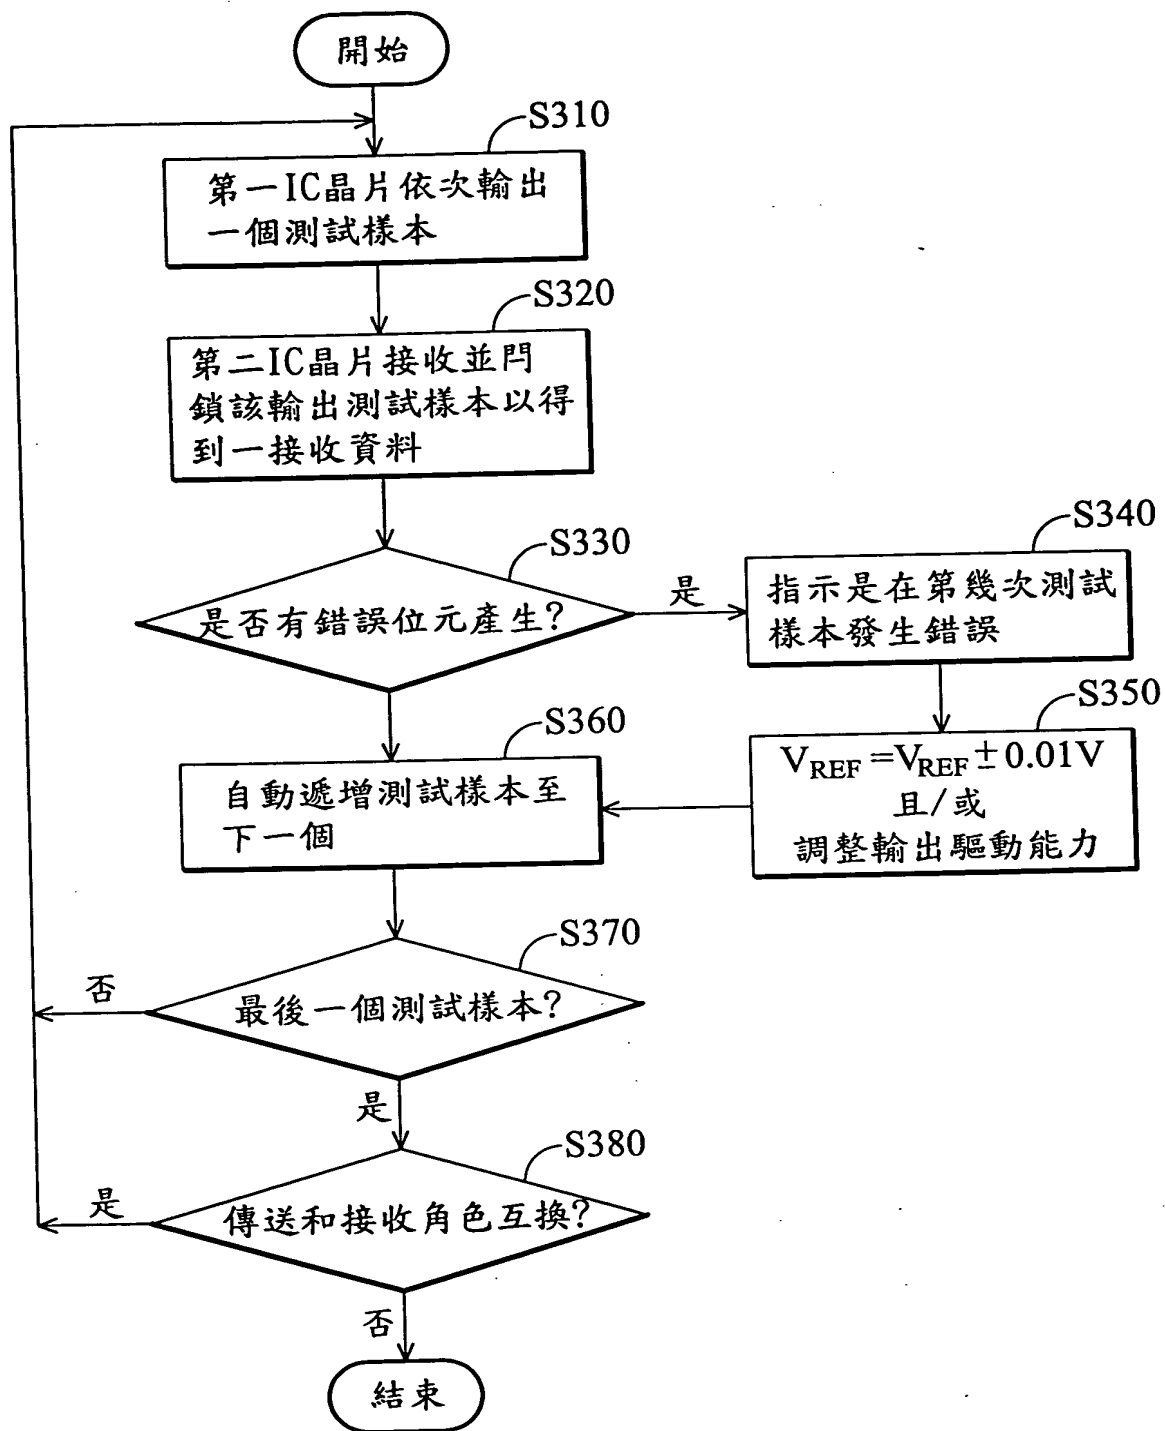 開始
S310
第一IC晶片依次輸出
一個測試樣本
S320
第二IC晶片接收並閂
鎖該輸出測試樣本以得
到一接收資料
S330
是否有錯誤位元產生?
是
S340
指示是在第幾次測試
樣本發生錯誤
S350
VREF=VREF±0.01V
且/或
調整輸出驅動能力
S360
自動遞增測試樣本至
下一個
S370
最後一個測試樣本?
否
是
S380
傳送和接收角色互換?
是
否
結束